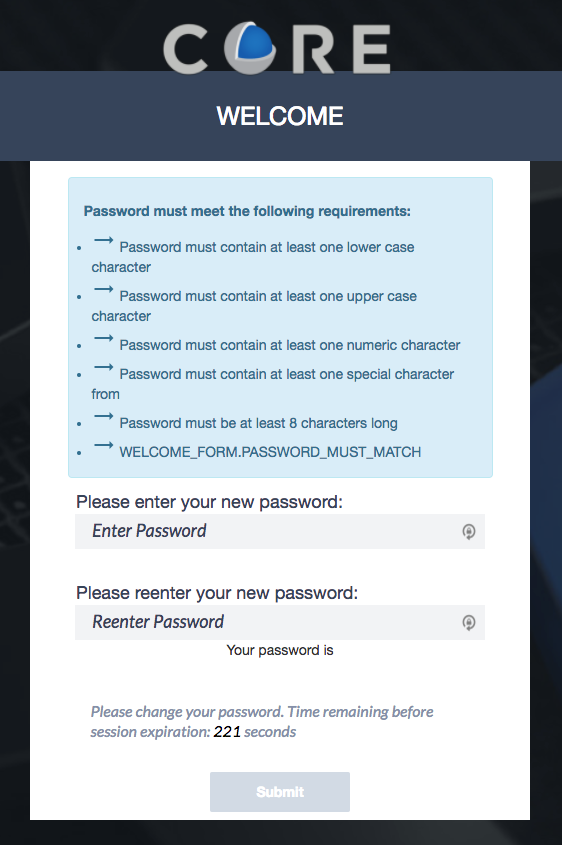 CORE
WELCOME
Password must meet the following requirements:
Password must contain at least one lower case
character
Password must contain at least one upper case
character
Password must contain at least one numeric character
Password must contain at least one special character
from
Password must be at least 8 characters long
WELCOME_FORM.PASSWORD_MUST_MATCH
Please enter your new password:
Enter Password
Please reenter your new password:
Reenter Password
Your password is
Please change your password. Time remaining before
session expiration: 221 seconds
Submit